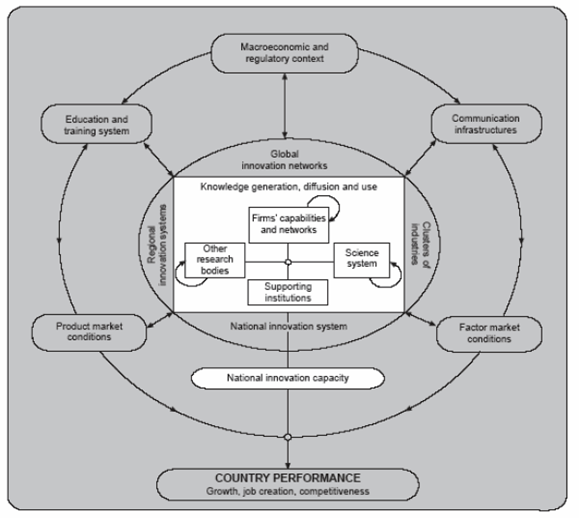 Macroeconomic and
regulatory context
Education and
training system
Communication
infrastructures
Global
innovation networks
Knowledge generation, diffusion and use
Firms' capabilities
and networks
Regional
innovation systems
Clusters of
industries
Other
research
bodies
Science
system
Supporting
institutions
Product market
conditions
National innovation system
Factor market
conditions
National innovation capacity
COUNTRY PERFORMANCE
Growth, job creation, competitiveness